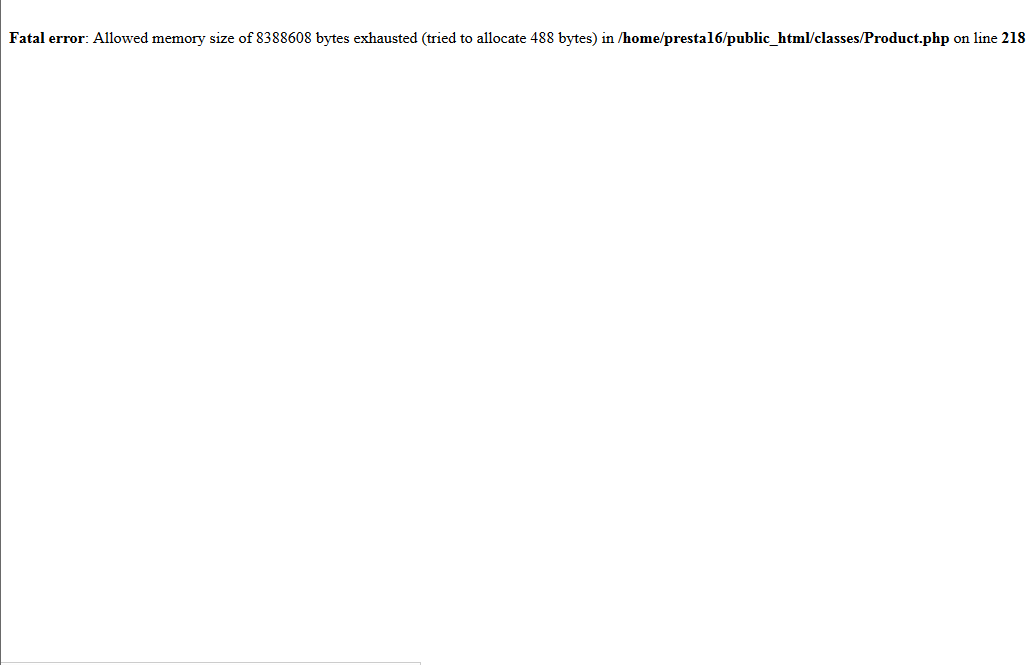 Fatal error: Allowed memory size of 8388608 bytes exhausted (tried to allocate 488 bytes) in /home/presta16/public_html/classes/Product.php on line 218